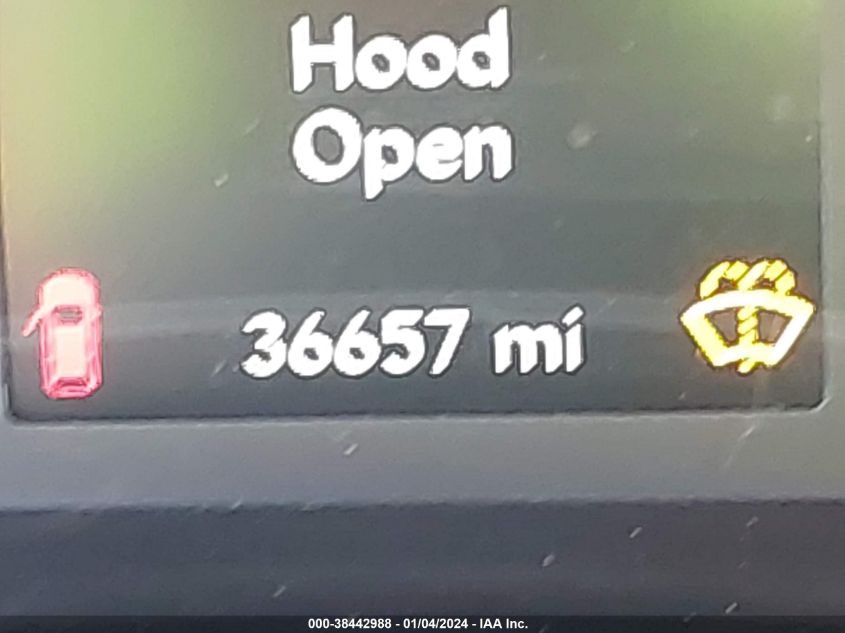 Hood
Open
36657 mi
000-38442988 - 01/04/2024 - IAA Inc.